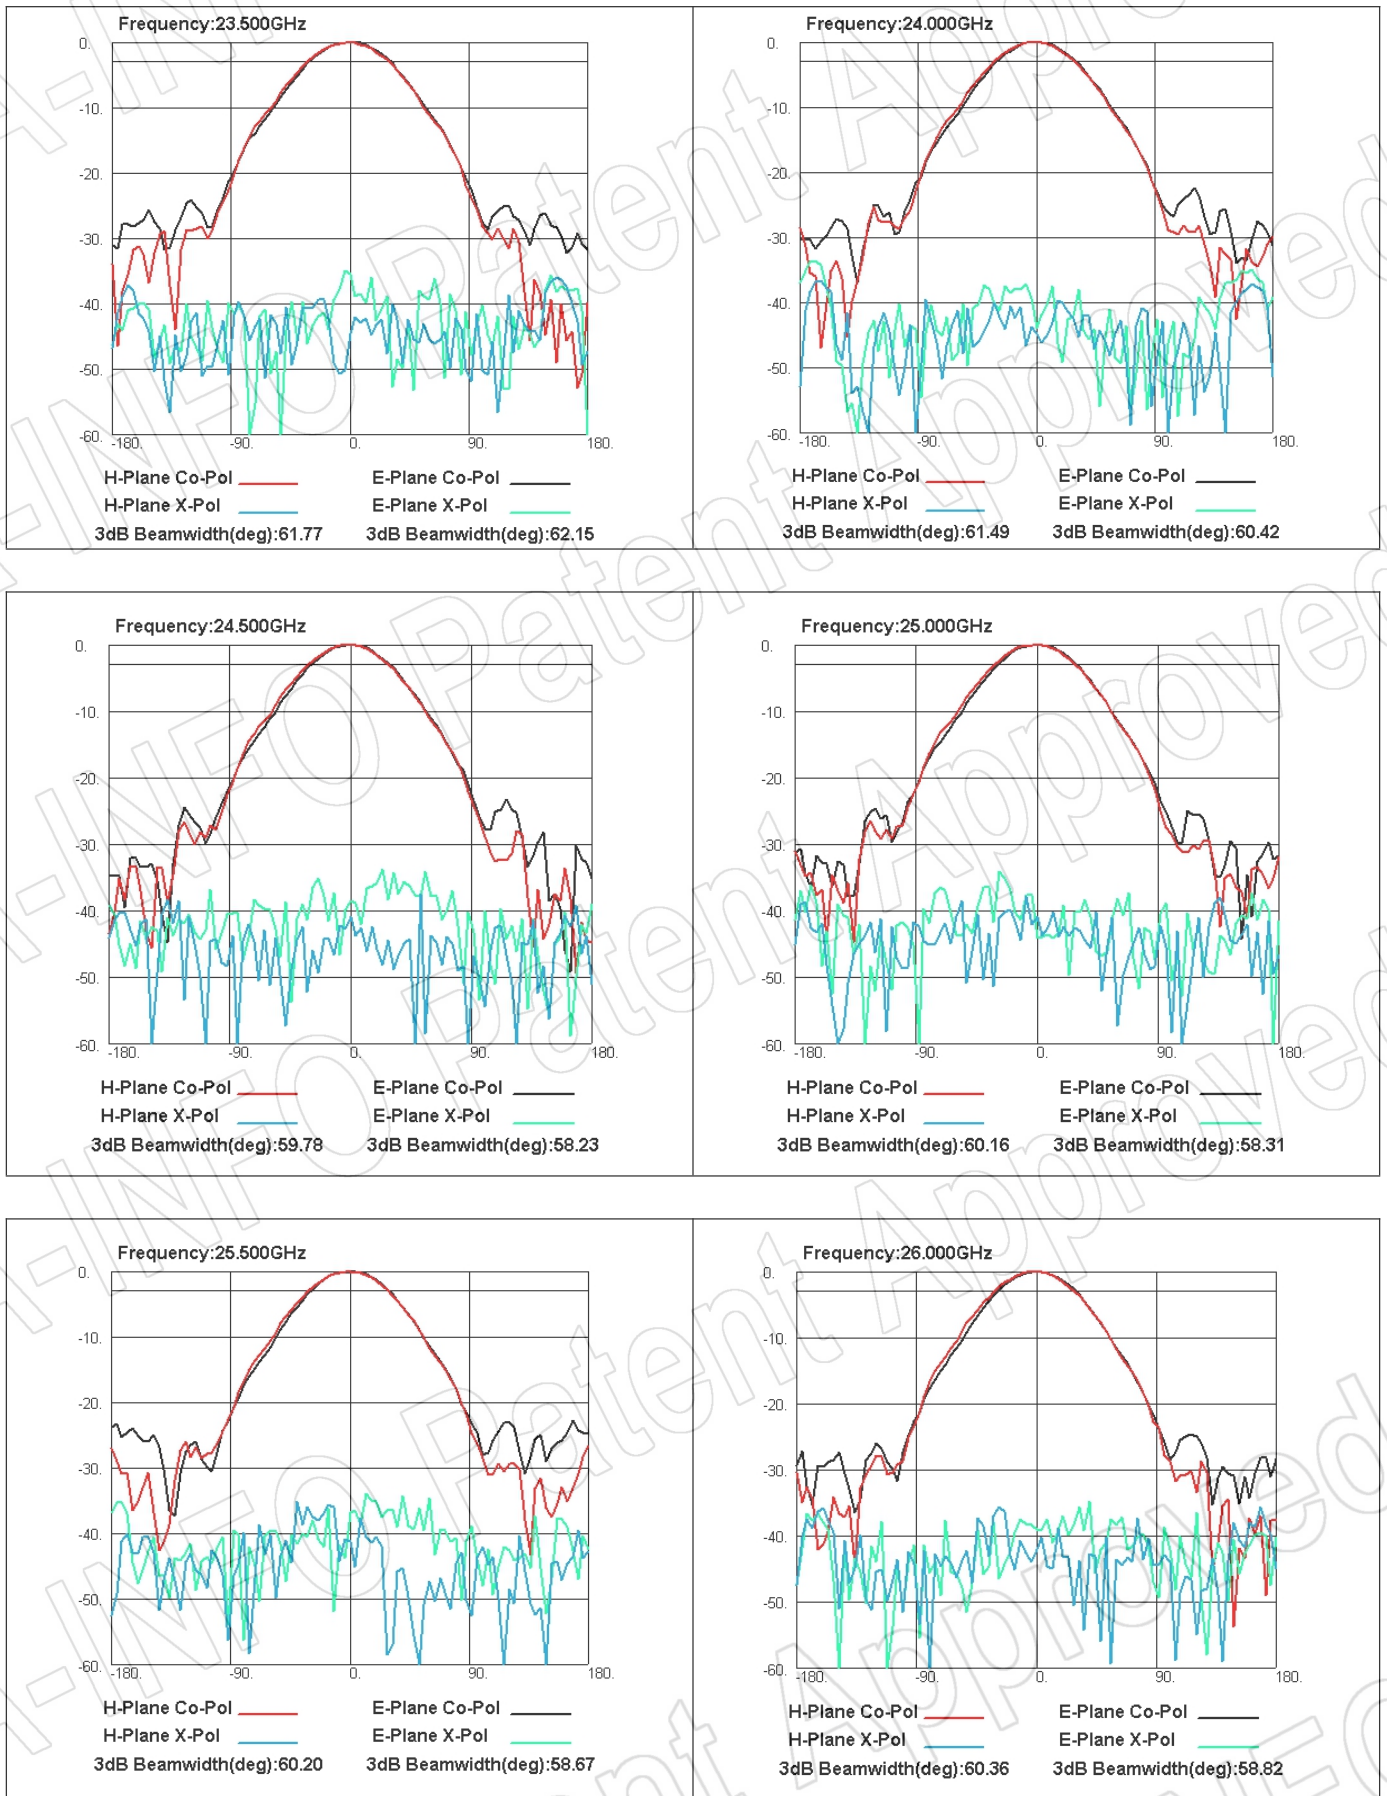 Frequency:23.500GHz
0.
-10.
-20.
-30.
-40.
-50.
-60.
-180.
-90.
0.
90.
180.
H-Plane Co-Pol
E-Plane Co-Pol
H-Plane X-Pol
E-Plane X-Pol
3dB Beamwidth(deg):61.77
3dB Beamwidth(deg):62.15
Frequency:24.000GHz
0.
-10.
-20.
-30.
-40.
-50.
-60.
-180.
-90.
0.
90.
180.
H-Plane Co-Pol
E-Plane Co-Pol
H-Plane X-Pol
E-Plane X-Pol
3dB Beamwidth(deg):61.49
3dB Beamwidth(deg):60.42
Frequency:24.500GHz
0.
-10.
-20.
-30.
-40.
-50.
-60.
-180.
-90.
0.
90.
180.
H-Plane Co-Pol
E-Plane Co-Pol
H-Plane X-Pol
E-Plane X-Pol
3dB Beamwidth(deg):59.78
3dB Beamwidth(deg):58.23
Frequency:25.000GHz
0.
-10.
-20.
-30.
-40.
-50.
-60.
-180.
-90.
0.
90.
180.
H-Plane Co-Pol
E-Plane Co-Pol
H-Plane X-Pol
E-Plane X-Pol
3dB Beamwidth(deg):60.16
3dB Beamwidth(deg):58.31
Frequency:25.500GHz
0.
-10.
-20.
-30.
-40.
-50.
-60.
-180.
-90.
0.
90.
180.
H-Plane Co-Pol
E-Plane Co-Pol
H-Plane X-Pol
E-Plane X-Pol
3dB Beamwidth(deg):60.20
3dB Beamwidth(deg):58.67
Frequency:26.000GHz
0.
-10.
-20.
-30.
-40.
-50.
-60.
-180.
-90.
0.
90.
180.
H-Plane Co-Pol
E-Plane Co-Pol
H-Plane X-Pol
E-Plane X-Pol
3dB Beamwidth(deg):60.36
3dB Beamwidth(deg):58.82
A-INFO Patent Approved
A-INFO Patent Approved
A-INFO Patent Approved